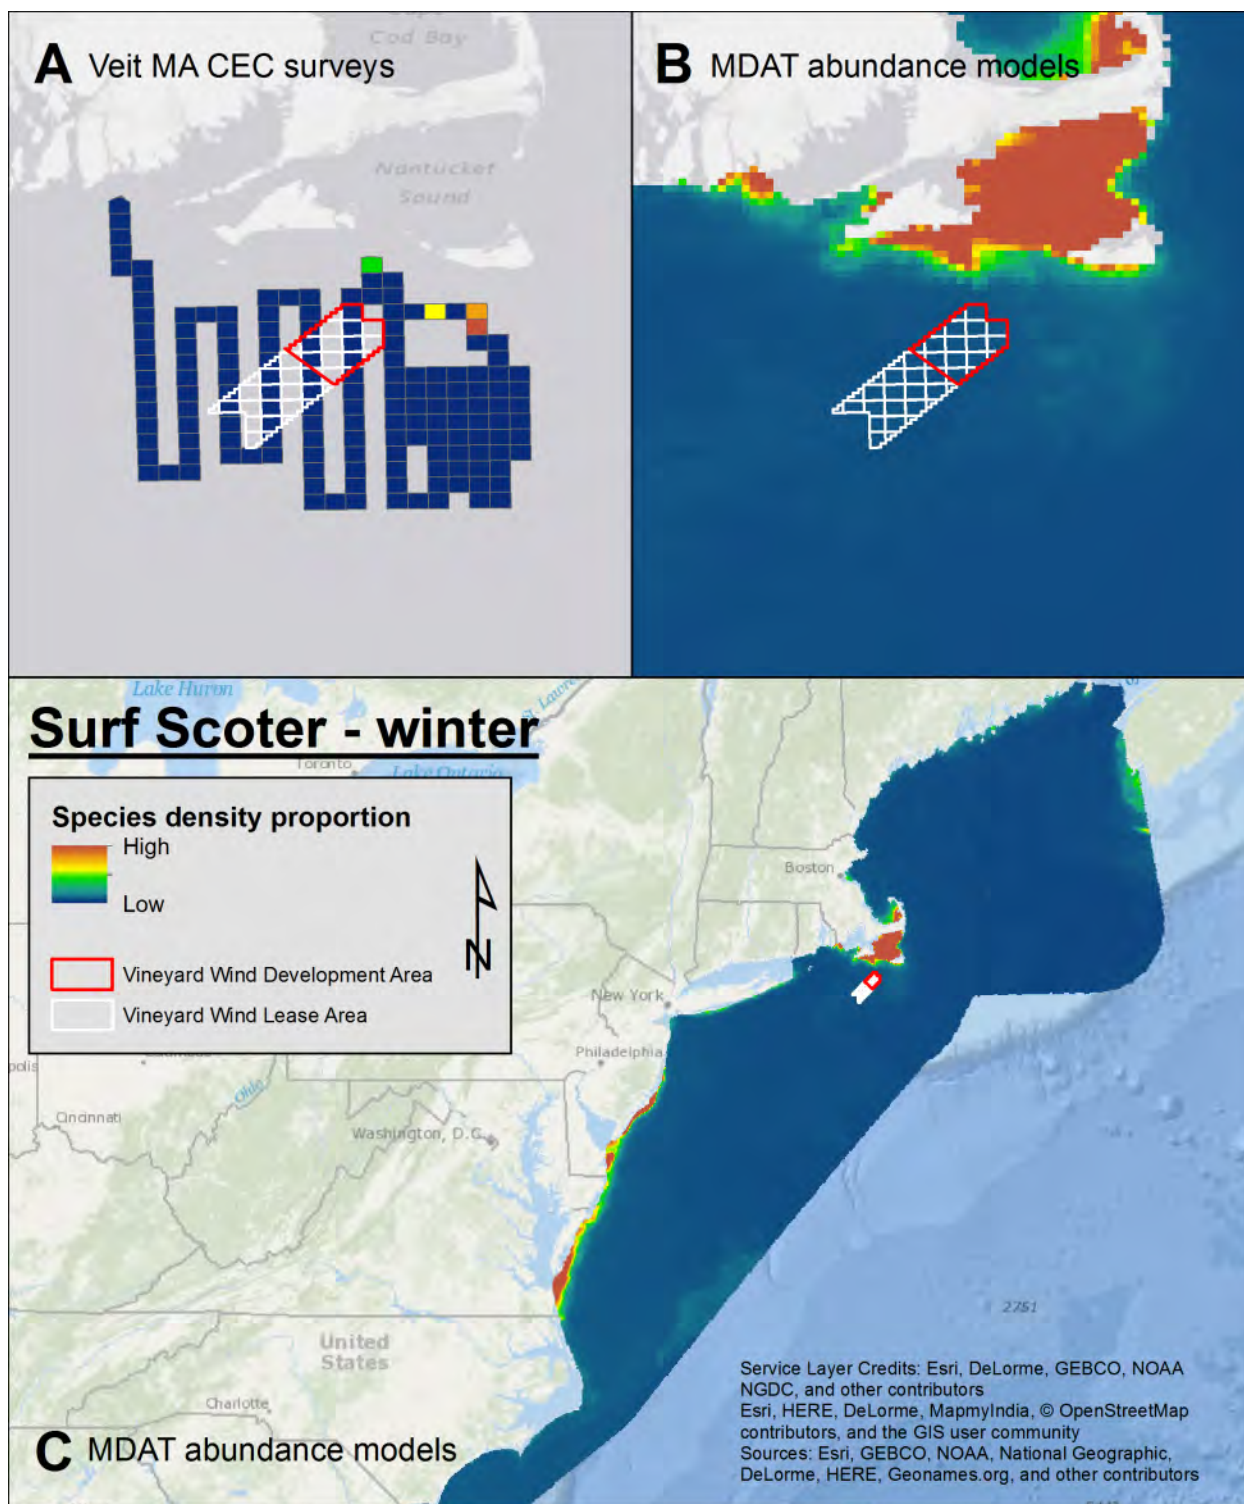 A Veit MA CEC surveys
Cod Bay
Nantucket
Sound
B MDAT abundance models
Lake Huron
St. Lawre
Surf Scoter - winter
Toronto
Lake Ontario
Species density proportion
High
Low
N
Vineyard Wind Development Area
Vineyard Wind Lease Area
Boston
New York
Philadelphia
polis
Ohio
Cincinnati
Washington, D.C.
2751
United
States
Charlotte
C MDAT abundance models
Service Layer Credits: Esri, DeLorme, GEBCO, NOAA
NGDC, and other contributors
Esri, HERE, DeLorme, MapmyIndia, © OpenStreetMap
contributors, and the GIS user community
Sources: Esri, GEBCO, NOAA, National Geographic,
DeLorme, HERE, Geonames.org, and other contributors